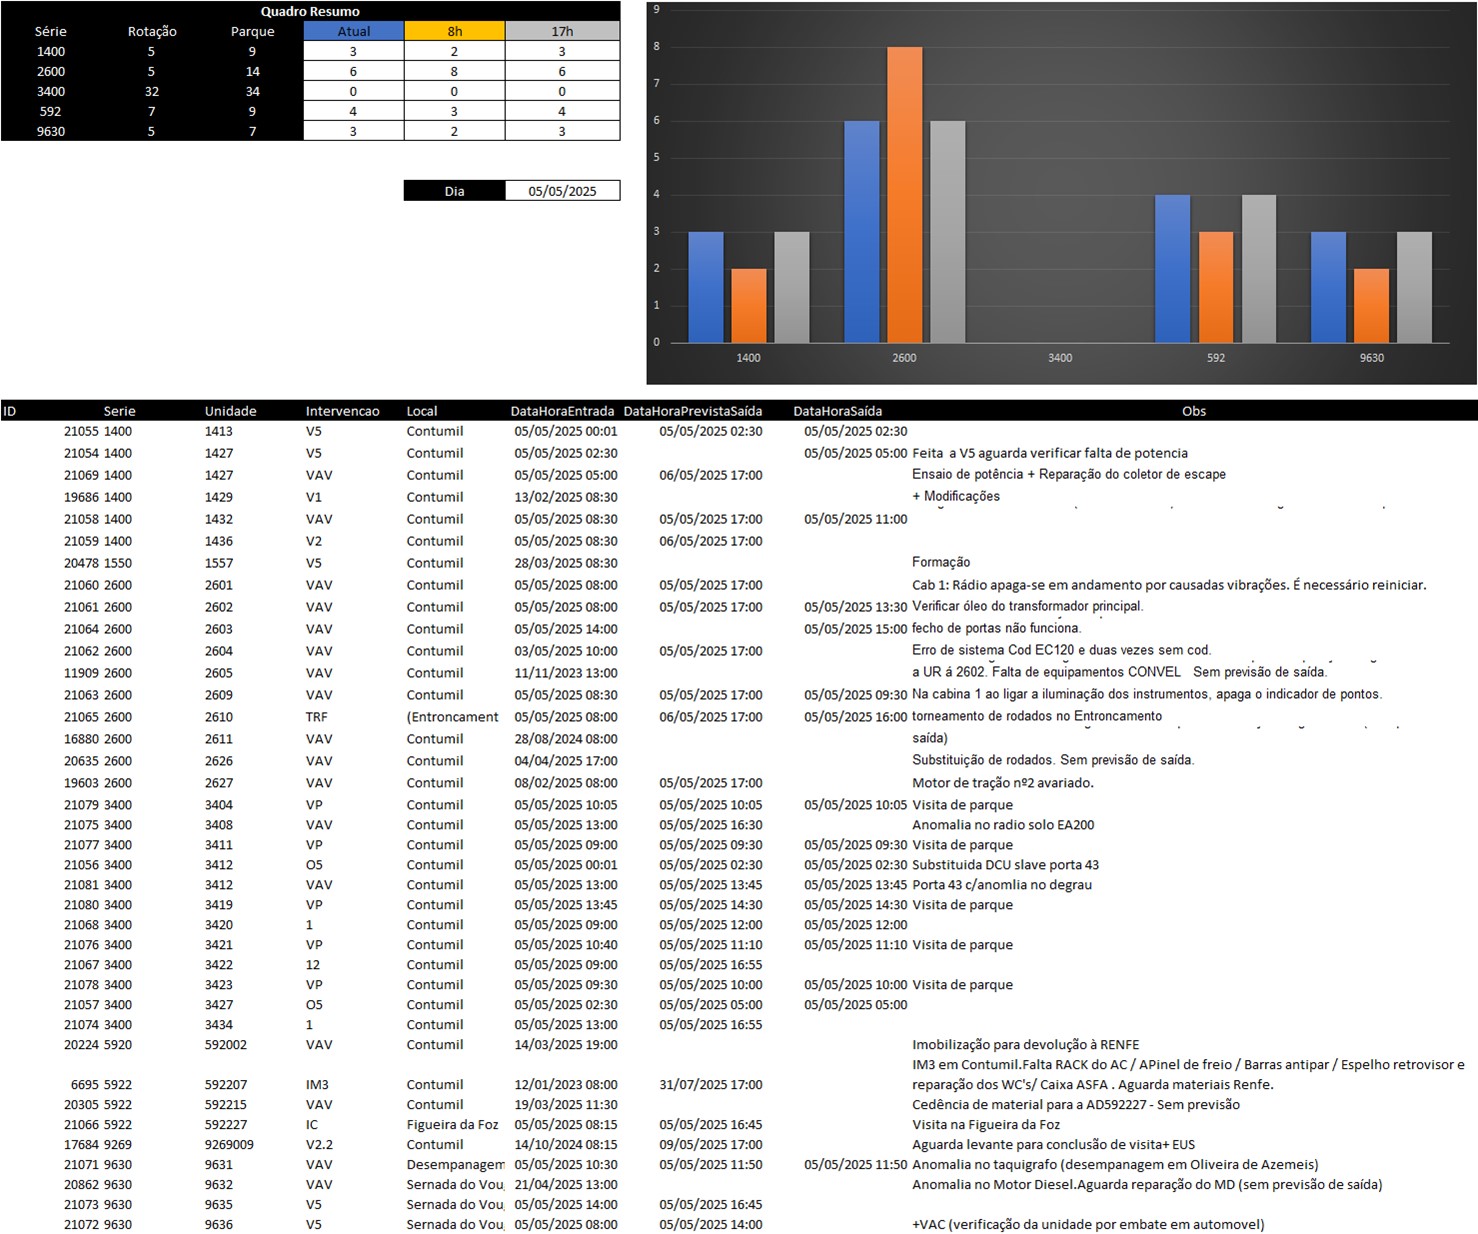 Quadro Resumo
Série Rotação Parque Atual 8h 17h
1400 5 9 3 2 3
2600 5 14 6 8 6
3400 32 34 0 0 0
592 7 9 4 3 4
9630 5 7 3 2 3
Dia 05/05/2025
9
8
7
6
5
4
3
2
1
0
1400 2600 3400 592 9630
ID Serie Unidade Intervencao Local DataHoraEntrada DataHoraPrevistaSaída DataHoraSaída Obs
21055 1400 1413 V5 Contumil 05/05/2025 00:01 05/05/2025 02:30 05/05/2025 02:30
21054 1400 1427 V5 Contumil 05/05/2025 02:30 05/05/2025 05:00 Feita a V5 aguarda verificar falta de potencia
21069 1400 1427 VAV Contumil 05/05/2025 05:00 06/05/2025 17:00 Ensaio de potência + Reparação do coletor de escape
19686 1400 1429 V1 Contumil 13/02/2025 08:30 + Modificações
21058 1400 1432 VAV Contumil 05/05/2025 08:30 05/05/2025 17:00 05/05/2025 11:00
21059 1400 1436 V2 Contumil 05/05/2025 08:30 06/05/2025 17:00
20478 1550 1557 V5 Contumil 28/03/2025 08:30 Formação
21060 2600 2601 VAV Contumil 05/05/2025 08:00 05/05/2025 17:00 Cab 1: Rádio apaga-se em andamento por causadas vibrações. É necessário reiniciar.
21061 2600 2602 VAV Contumil 05/05/2025 08:00 05/05/2025 17:00 05/05/2025 13:30 Verificar óleo do transformador principal.
21064 2600 2603 VAV Contumil 05/05/2025 14:00 05/05/2025 15:00 fecho de portas não funciona.
21062 2600 2604 VAV Contumil 03/05/2025 10:00 05/05/2025 17:00 Erro de sistema Cod EC120 e duas vezes sem cod.
11909 2600 2605 VAV Contumil 11/11/2023 13:00 a UR á 2602. Falta de equipamentos CONVEL Sem previsão de saída.
21063 2600 2609 VAV Contumil 05/05/2025 08:30 05/05/2025 17:00 05/05/2025 09:30 Na cabina 1 ao ligar a iluminação dos instrumentos, apaga o indicador de pontos.
21065 2600 2610 TRF (Entroncament 05/05/2025 08:00 06/05/2025 17:00 05/05/2025 16:00 torneamento de rodados no Entroncamento
16880 2600 2611 VAV Contumil 28/08/2024 08:00 saída)
20635 2600 2626 VAV Contumil 04/04/2025 17:00 Substituição de rodados. Sem previsão de saída.
19603 2600 2627 VAV Contumil 08/02/2025 08:00 05/05/2025 17:00 Motor de tração nº2 avariado.
21079 3400 3404 VP Contumil 05/05/2025 10:05 05/05/2025 10:05 05/05/2025 10:05 Visita de parque
21075 3400 3408 VAV Contumil 05/05/2025 13:00 05/05/2025 16:30 Anomalia no radio solo EA200
21077 3400 3411 VP Contumil 05/05/2025 09:00 05/05/2025 09:30 05/05/2025 09:30 Visita de parque
21056 3400 3412 O5 Contumil 05/05/2025 00:01 05/05/2025 02:30 05/05/2025 02:30 Substituida DCU slave porta 43
21081 3400 3412 VAV Contumil 05/05/2025 13:00 05/05/2025 13:45 05/05/2025 13:45 Porta 43 c/anomlia no degrau
21080 3400 3419 VP Contumil 05/05/2025 13:45 05/05/2025 14:30 05/05/2025 14:30 Visita de parque
21068 3400 3420 1 Contumil 05/05/2025 09:00 05/05/2025 12:00 05/05/2025 12:00
21076 3400 3421 VP Contumil 05/05/2025 10:40 05/05/2025 11:10 05/05/2025 11:10 Visita de parque
21067 3400 3422 12 Contumil 05/05/2025 09:00 05/05/2025 16:55
21078 3400 3423 VP Contumil 05/05/2025 09:30 05/05/2025 10:00 05/05/2025 10:00 Visita de parque
21057 3400 3427 O5 Contumil 05/05/2025 02:30 05/05/2025 05:00 05/05/2025 05:00
21074 3400 3434 1 Contumil 05/05/2025 13:00 05/05/2025 16:55
20224 5920 592002 VAV Contumil 14/03/2025 19:00 Imobilização para devolução à RENFE
IM3 em Contumil.Falta RACK do AC / APinel de freio / Barras antipar / Espelho retrovisor e
6695 5922 592207 IM3 Contumil 12/01/2023 08:00 31/07/2025 17:00 reparação dos WC's/ Caixa ASFA . Aguarda materiais Renfe.
20305 5922 592215 VAV Contumil 19/03/2025 11:30 Cedência de material para a AD592227 - Sem previsão
21066 5922 592227 IC Figueira da Foz 05/05/2025 08:15 05/05/2025 16:45 Visita na Figueira da Foz
17684 9269 9269009 V2.2 Contumil 14/10/2024 08:15 09/05/2025 17:00 Aguarda levante para conclusão de visita+ EUS
21071 9630 9631 VAV Desempanagem 05/05/2025 10:30 05/05/2025 11:50 05/05/2025 11:50 Anomalia no taquigrafo (desempanagem em Oliveira de Azemeis)
20862 9630 9632 VAV Sernada do Vou 21/04/2025 13:00 Anomalia no Motor Diesel.Aguarda reparação do MD (sem previsão de saída)
21073 9630 9635 V5 Sernada do Vou 05/05/2025 14:00 05/05/2025 16:45
21072 9630 9636 V5 Sernada do Vou 05/05/2025 08:00 05/05/2025 14:00 +VAC (verificação da unidade por embate em automovel)